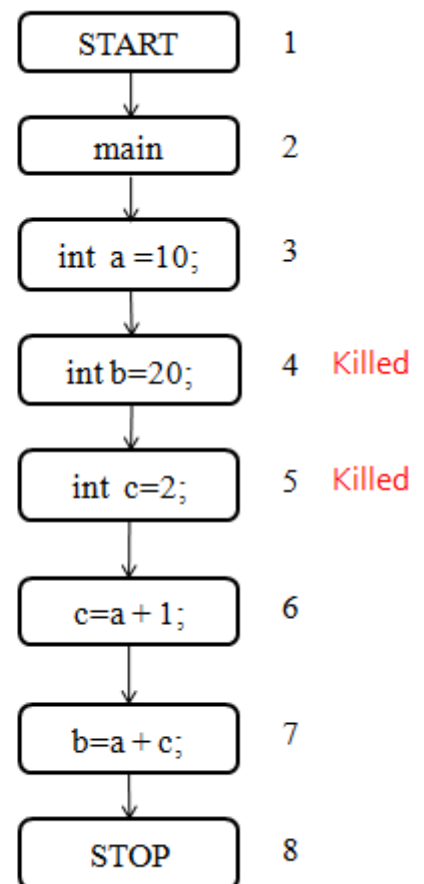 START 1
main 2
int a =10; 3
int b=20; 4 Killed
int c=2; 5 Killed
c=a + 1; 6
b=a + c; 7
STOP 8